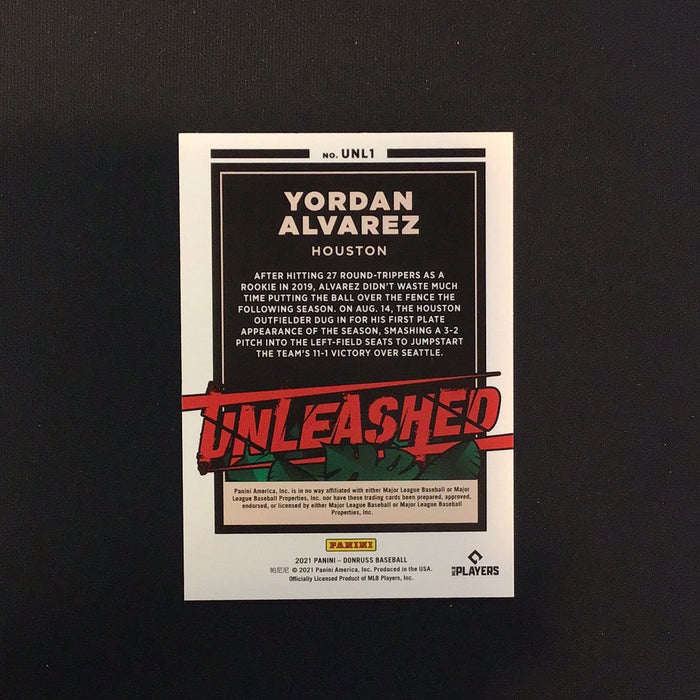 NO. UNL1
YORDAN
ALVAREZ
HOUSTON
AFTER HITTING 27 ROUND-TRIPPERS AS A
ROOKIE IN 2019, ALVAREZ DIDN'T WASTE MUCH
TIME PUTTING THE BALL OVER THE FENCE THE
FOLLOWING SEASON. ON AUG. 14, THE HOUSTON
OUTFIELDER DUG IN FOR HIS FIRST PLATE
APPEARANCE OF THE SEASON, SMASHING A 3-2
PITCH INTO THE LEFT-FIELD SEATS TO JUMPSTART
THE TEAM'S 11-1 VICTORY OVER SEATTLE.
UNLEASHED
Panini America, Inc. is in no way affiliated with either Major League Baseball or Major
League Baseball Properties, Inc. nor have these trading cards been prepared, approved,
endorsed, or licensed by either Major League Baseball or Major League Baseball
Properties, Inc.
PANINI
2021 PANINI – DONRUSS BASEBALL
帕尼尼 © 2021 Panini America, Inc. Produced in the USA.
Officially Licensed Product of MLB Players, Inc.
MLB PLAYERS